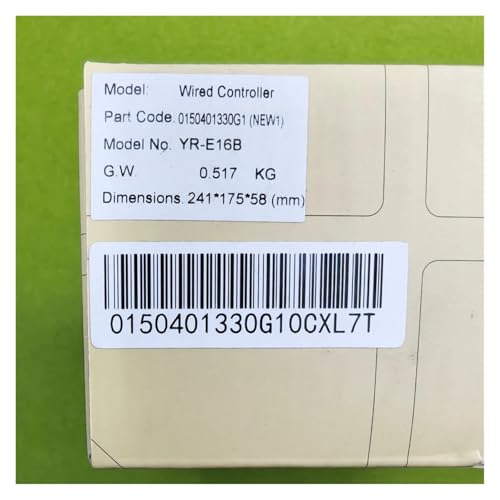 Model: Wired Controller
Part Code. 0150401330G1 (NEW1)
Model No. YR-E16B
G.W. 0.517 KG
Dimensions. 241*175*58 (mm)
0150401330G10CXL7T